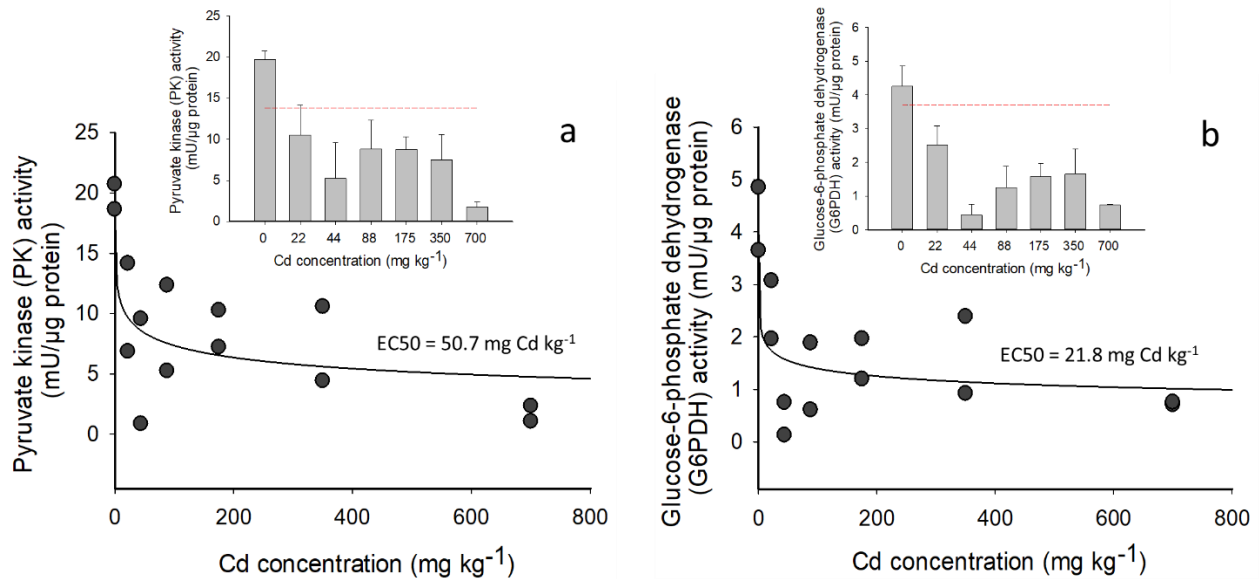 a
Pyruvate kinase (PK) activity
(mU/µg protein)
25
20
15
10
5
0
0 200 400 600 800
Cd concentration (mg kg⁻¹)
EC50 = 50.7 mg Cd kg⁻¹
Pyruvate kinase (PK) activity
(mU/µg protein)
25
20
15
10
5
0
0 22 44 88 175 350 700
Cd concentration (mg kg⁻¹)
b
Glucose-6-phosphate dehydrogenase
(G6PDH) activity (mU/µg protein)
6
5
4
3
2
1
0
0 200 400 600 800
Cd concentration (mg kg⁻¹)
EC50 = 21.8 mg Cd kg⁻¹
Glucose-6-phosphate dehydrogenase
(G6PDH) activity (mU/µg protein)
6
5
4
3
2
1
0
0 22 44 88 175 350 700
Cd concentration (mg kg⁻¹)